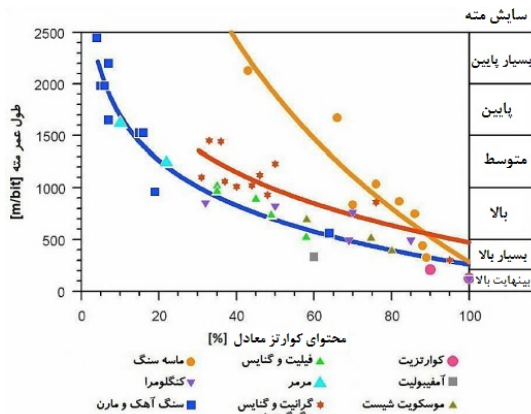 سایش مته
2500
بسیار پایین
2000
پایین
1500
متوسط
1000
بالا
500
بسیار بالا
بینهایت بالا
0
طول عمر مته [m/bit]
0 20 40 60 80 100
محتوای کوارتز معادل [%]
ماسه سنگ
فیلیت و گنایس
کوارتزیت
کنگلومرا
مرمر
آمفیبولیت
سنگ آهک و مارن
گرانیت و گنایس
موسکویت شیست